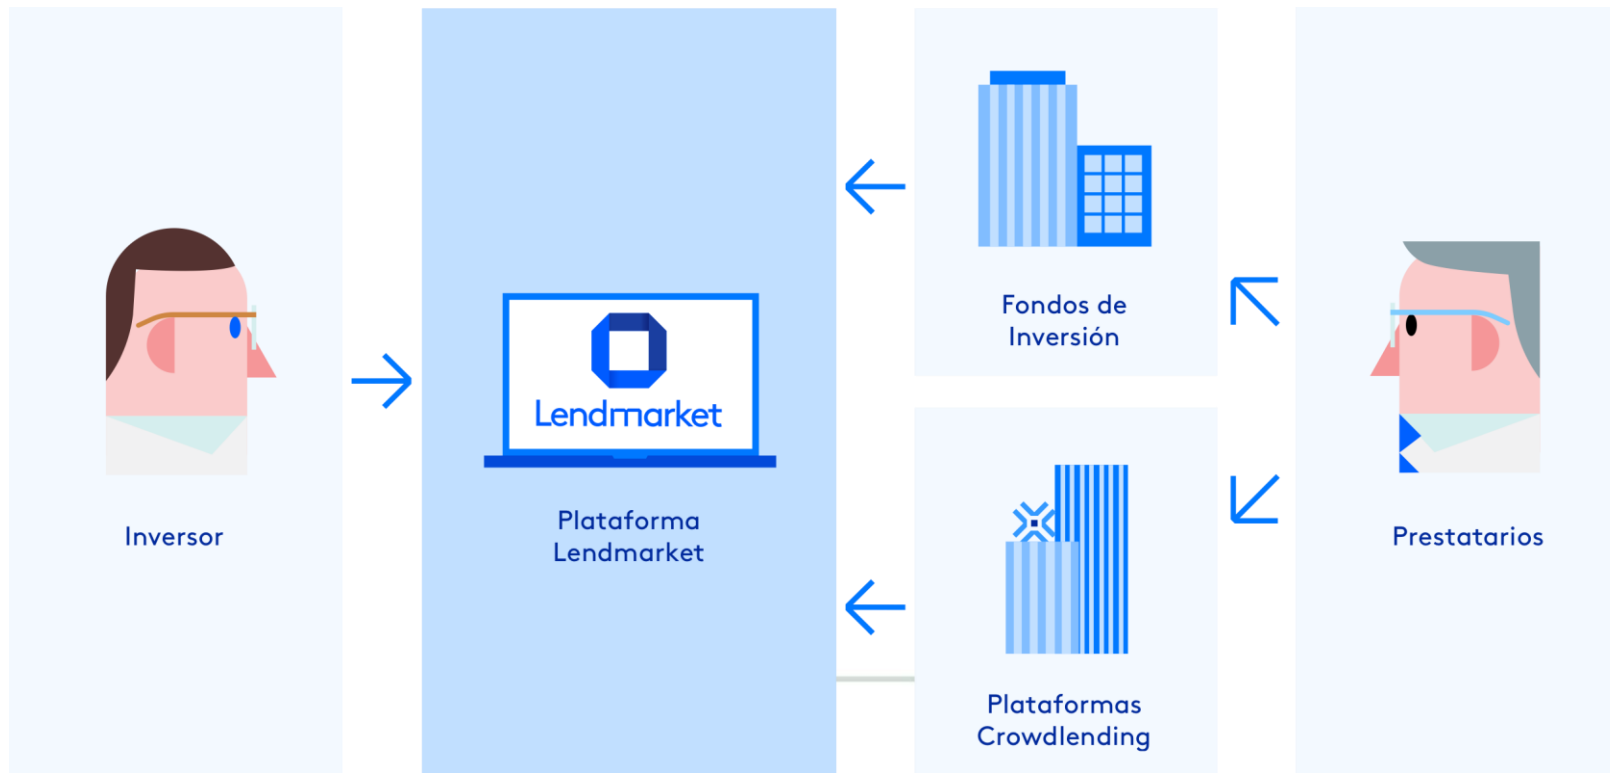 Inversor
Lendmarket
Plataforma
Lendmarket
Fondos de
Inversión
Plataformas
Crowdlending
Prestatarios